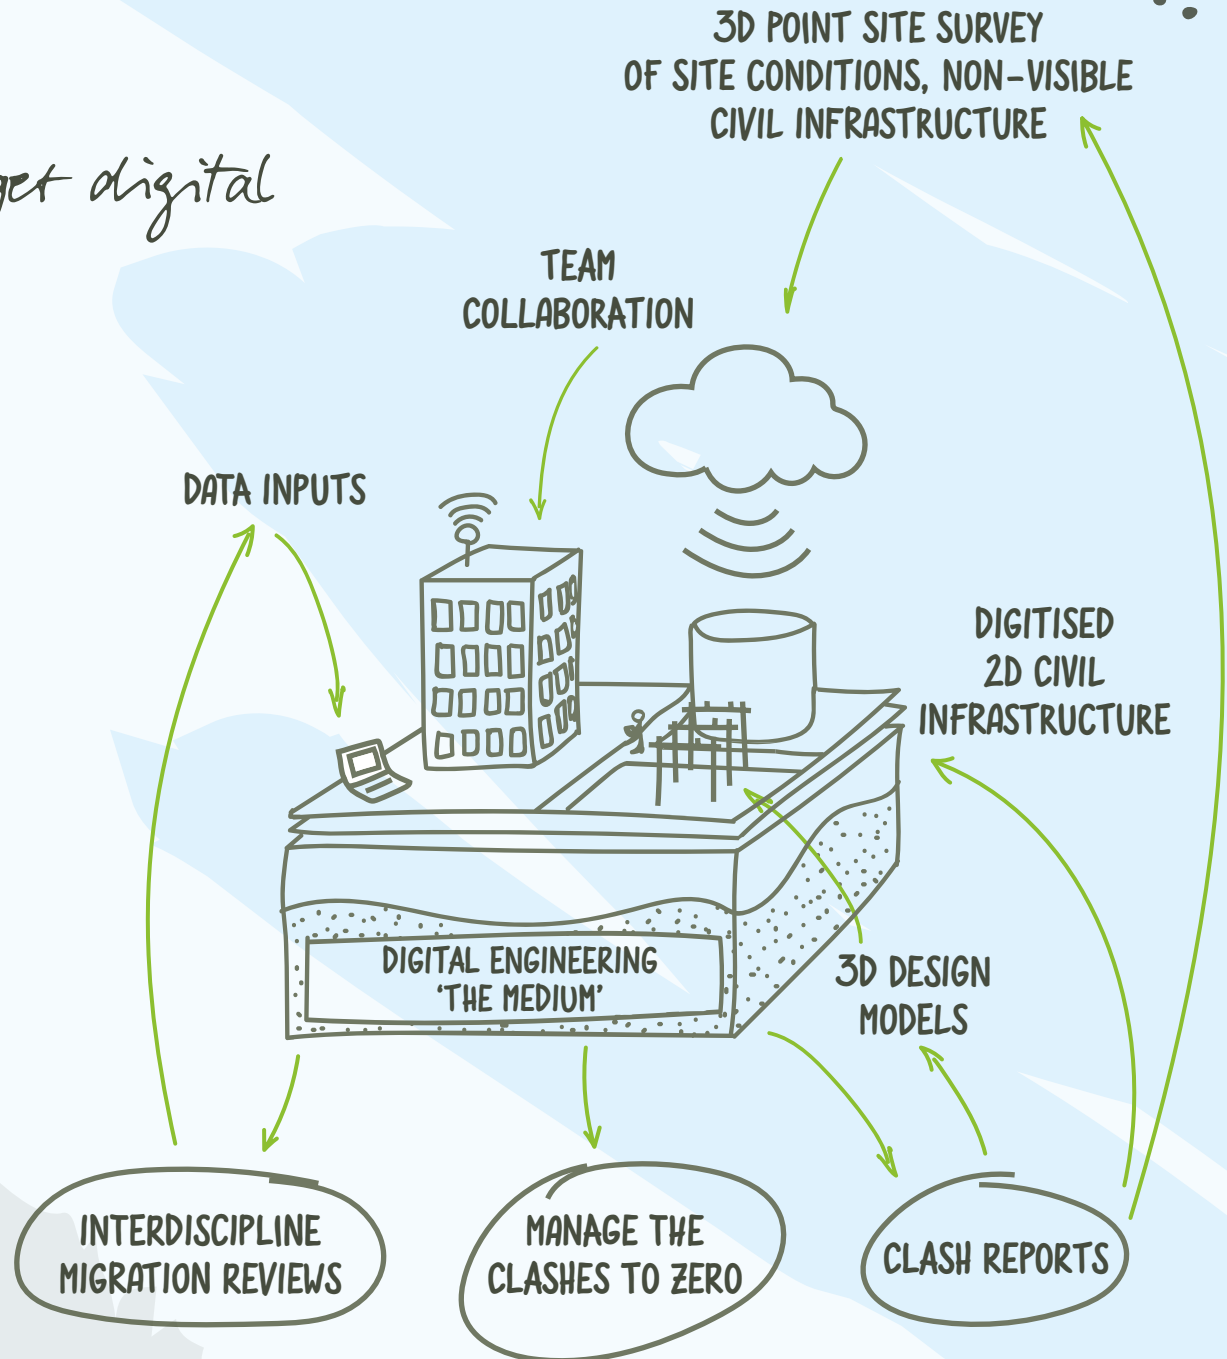 3D POINT SITE SURVEY
OF SITE CONDITIONS, NON-VISIBLE
CIVIL INFRASTRUCTURE
get digital
TEAM
COLLABORATION
DATA INPUTS
DIGITISED
2D CIVIL
INFRASTRUCTURE
DIGITAL ENGINEERING
'THE MEDIUM'
3D DESIGN
MODELS
INTERDISCIPLINE
MIGRATION REVIEWS
MANAGE THE
CLASHES TO ZERO
CLASH REPORTS